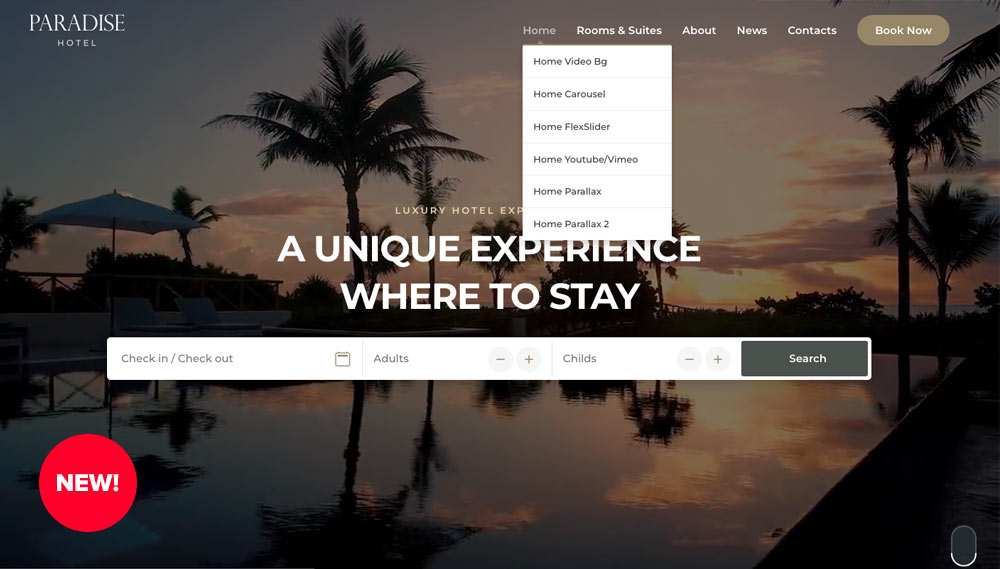 PARADISE
HOTEL
Home
Rooms & Suites
About
News
Contacts
Book Now
Home Video Bg
Home Carousel
Home FlexSlider
Home Youtube/Vimeo
Home Parallax
Home Parallax 2
LUXURY HOTEL
A UNIQUE EXPERIENCE
WHERE TO STAY
Check in / Check out
Adults
Childs
Search
NEW!